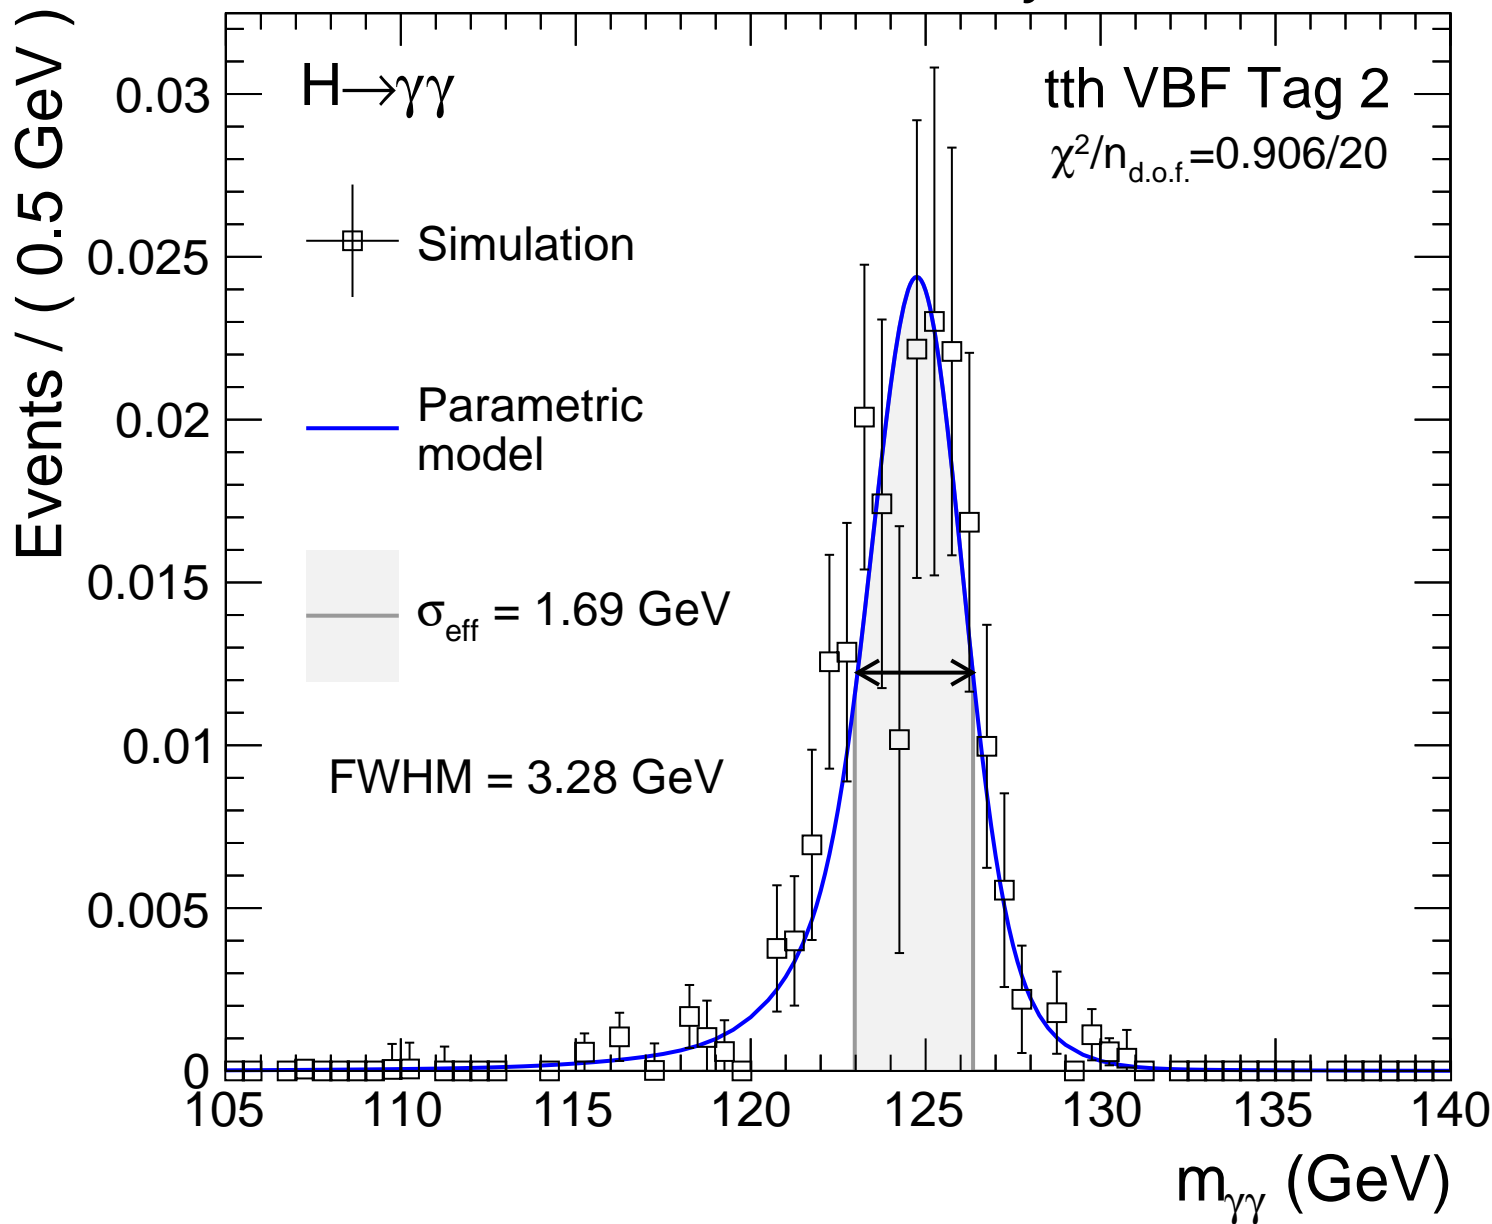 H→γγ
tth VBF Tag 2
χ²/n_d.o.f.=0.906/20
Simulation
Parametric
model
σ_eff = 1.69 GeV
FWHM = 3.28 GeV
Events / ( 0.5 GeV )
0.03
0.025
0.02
0.015
0.01
0.005
0
105 110 115 120 125 130 135 140
m_γγ (GeV)